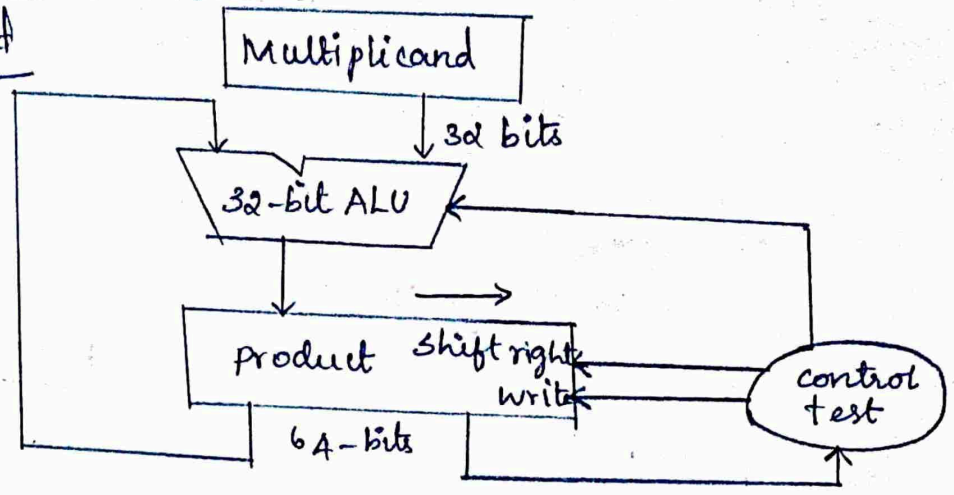 Multiplicand
32 bits
32-bit ALU
product shift right
write
control
test
64-bits